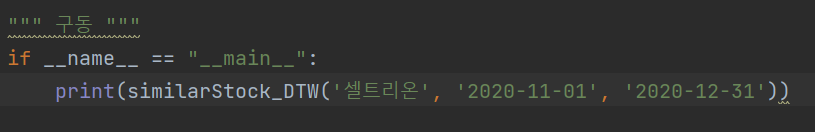 """ 구동 """
if __name__ == "__main__":
    print(similarStock_DTW('셀트리온', '2020-11-01', '2020-12-31'))